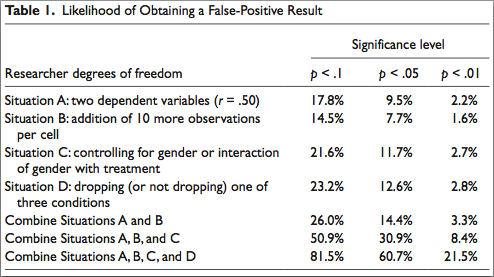 Table 1. Likelihood of Obtaining a False-Positive Result
Significance level
Researcher degrees of freedom p < .1 p < .05 p < .01
Situation A: two dependent variables (r = .50) 17.8% 9.5% 2.2%
Situation B: addition of 10 more observations 14.5% 7.7% 1.6%
per cell
Situation C: controlling for gender or interaction 21.6% 11.7% 2.7%
of gender with treatment
Situation D: dropping (or not dropping) one of 23.2% 12.6% 2.8%
three conditions
Combine Situations A and B 26.0% 14.4% 3.3%
Combine Situations A, B, and C 50.9% 30.9% 8.4%
Combine Situations A, B, C, and D 81.5% 60.7% 21.5%